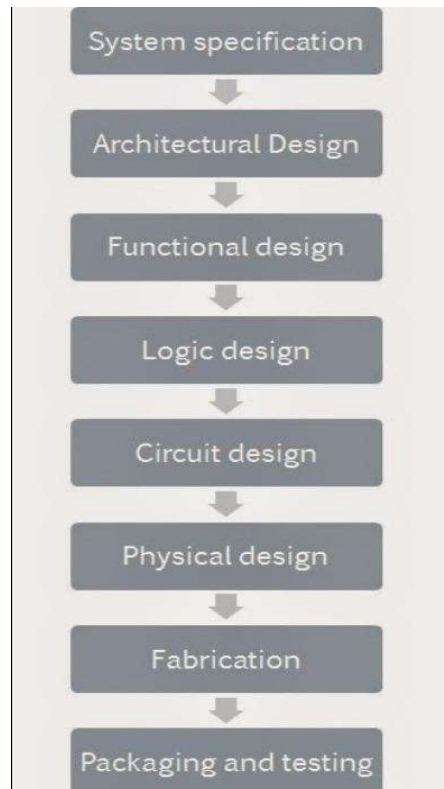 System specification
Architectural Design
Functional design
Logic design
Circuit design
Physical design
Fabrication
Packaging and testing